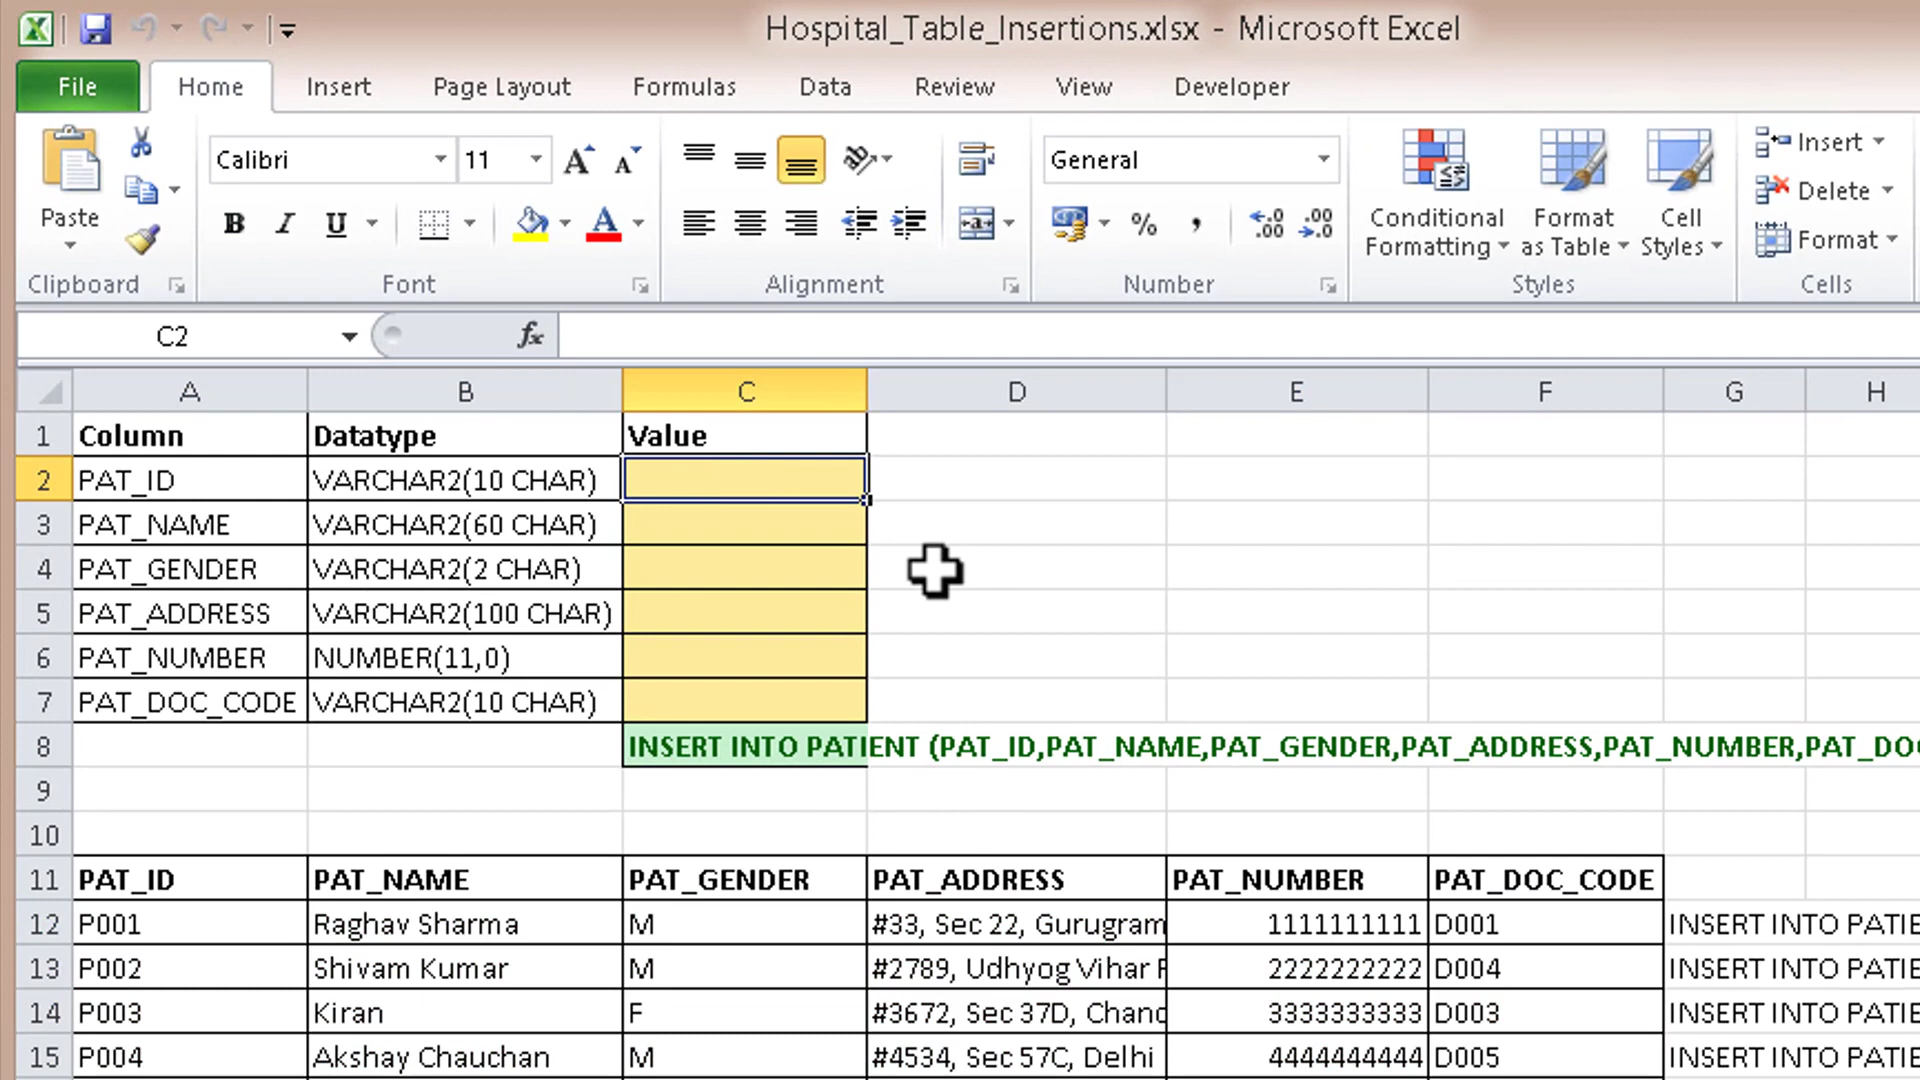 Hospital_Table_Insertions.xlsx - Microsoft Excel
File Home Insert Page Layout Formulas Data Review View Developer
Paste
Calibri 11
General
Conditional Formatting
Format as Table
Cell Styles
Insert
Delete
Format
Clipboard Font Alignment Number Styles Cells
C2 fx
A B C D E F G H
1 Column Datatype Value
2 PAT_ID VARCHAR2(10 CHAR)
3 PAT_NAME VARCHAR2(60 CHAR)
4 PAT_GENDER VARCHAR2(2 CHAR)
5 PAT_ADDRESS VARCHAR2(100 CHAR)
6 PAT_NUMBER NUMBER(11,0)
7 PAT_DOC_CODE VARCHAR2(10 CHAR)
8 INSERT INTO PATIENT (PAT_ID,PAT_NAME,PAT_GENDER,PAT_ADDRESS,PAT_NUMBER,PAT_DO
9
10
11 PAT_ID PAT_NAME PAT_GENDER PAT_ADDRESS PAT_NUMBER PAT_DOC_CODE
12 P001 Raghav Sharma M #33, Sec 22, Gurugram 1111111111 D001 INSERT INTO PATIE
13 P002 Shivam Kumar M #2789, Udhyog Vihar 2222222222 D004 INSERT INTO PATIE
14 P003 Kiran F #3672, Sec 37D, Chand 3333333333 D003 INSERT INTO PATIE
15 P004 Akshay Chauchan M #4534, Sec 57C, Delhi 4444444444 D005 INSERT INTO PATIE